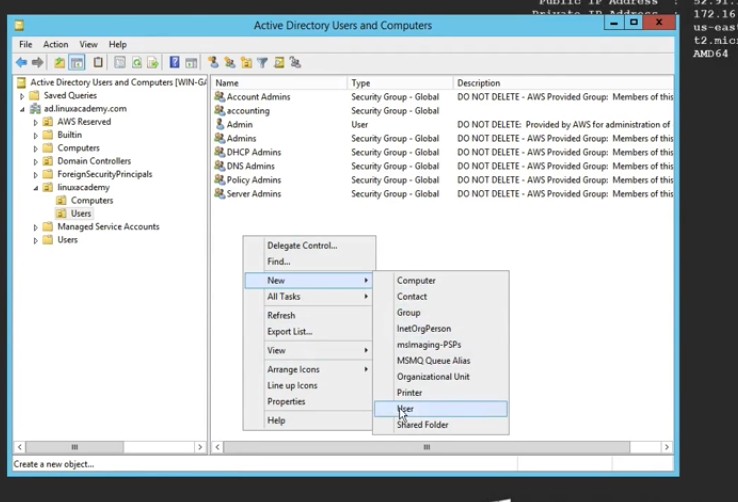 Public IP Address : 52.91.
Private IP Address : 172.16
us-eas
t2.mic
AMD64
Active Directory Users and Computers
File Action View Help
Active Directory Users and Computers [WIN-GA
Saved Queries
ad.linuxacademy.com
AWS Reserved
Builtin
Computers
Domain Controllers
ForeignSecurityPrincipals
linuxacademy
Computers
Users
Managed Service Accounts
Users
Name Type Description
Account Admins Security Group - Global DO NOT DELETE - AWS Provided Group: Members of this
accounting Security Group - Global
Admin User DO NOT DELETE: Provided by AWS for administration of
Admins Security Group - Global DO NOT DELETE - AWS Provided Group: Members of this
DHCP Admins Security Group - Global DO NOT DELETE - AWS Provided Group: Members of this
DNS Admins Security Group - Global DO NOT DELETE - AWS Provided Group: Members of this
Policy Admins Security Group - Global DO NOT DELETE - AWS Provided Group: Members of this
Server Admins Security Group - Global DO NOT DELETE - AWS Provided Group: Members of this
Delegate Control...
Find...
New
All Tasks
Refresh
Export List...
View
Arrange Icons
Line up Icons
Properties
Help
Computer
Contact
Group
InetOrgPerson
msImaging-PSPs
MSMQ Queue Alias
Organizational Unit
Printer
User
Shared Folder
Create a new object...